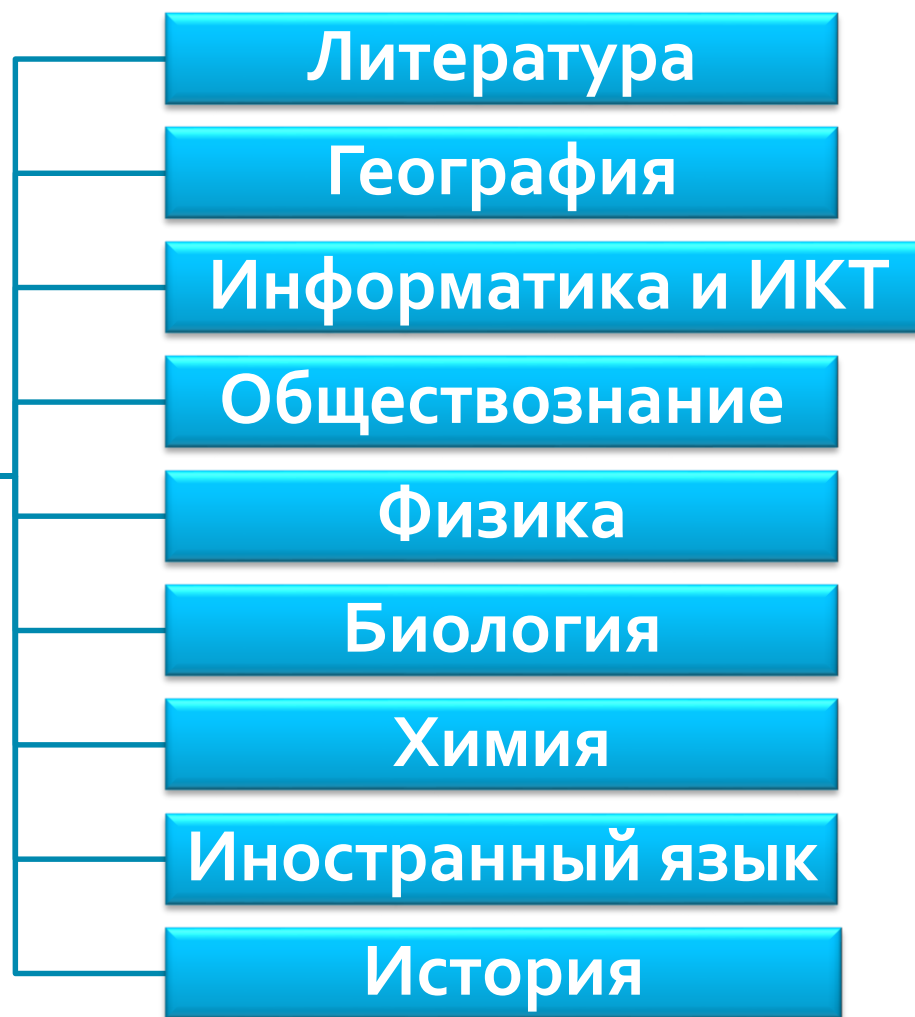 Литература
География
Информатика и ИКТ
Обществознание
Физика
Биология
Химия
Иностранный язык
История